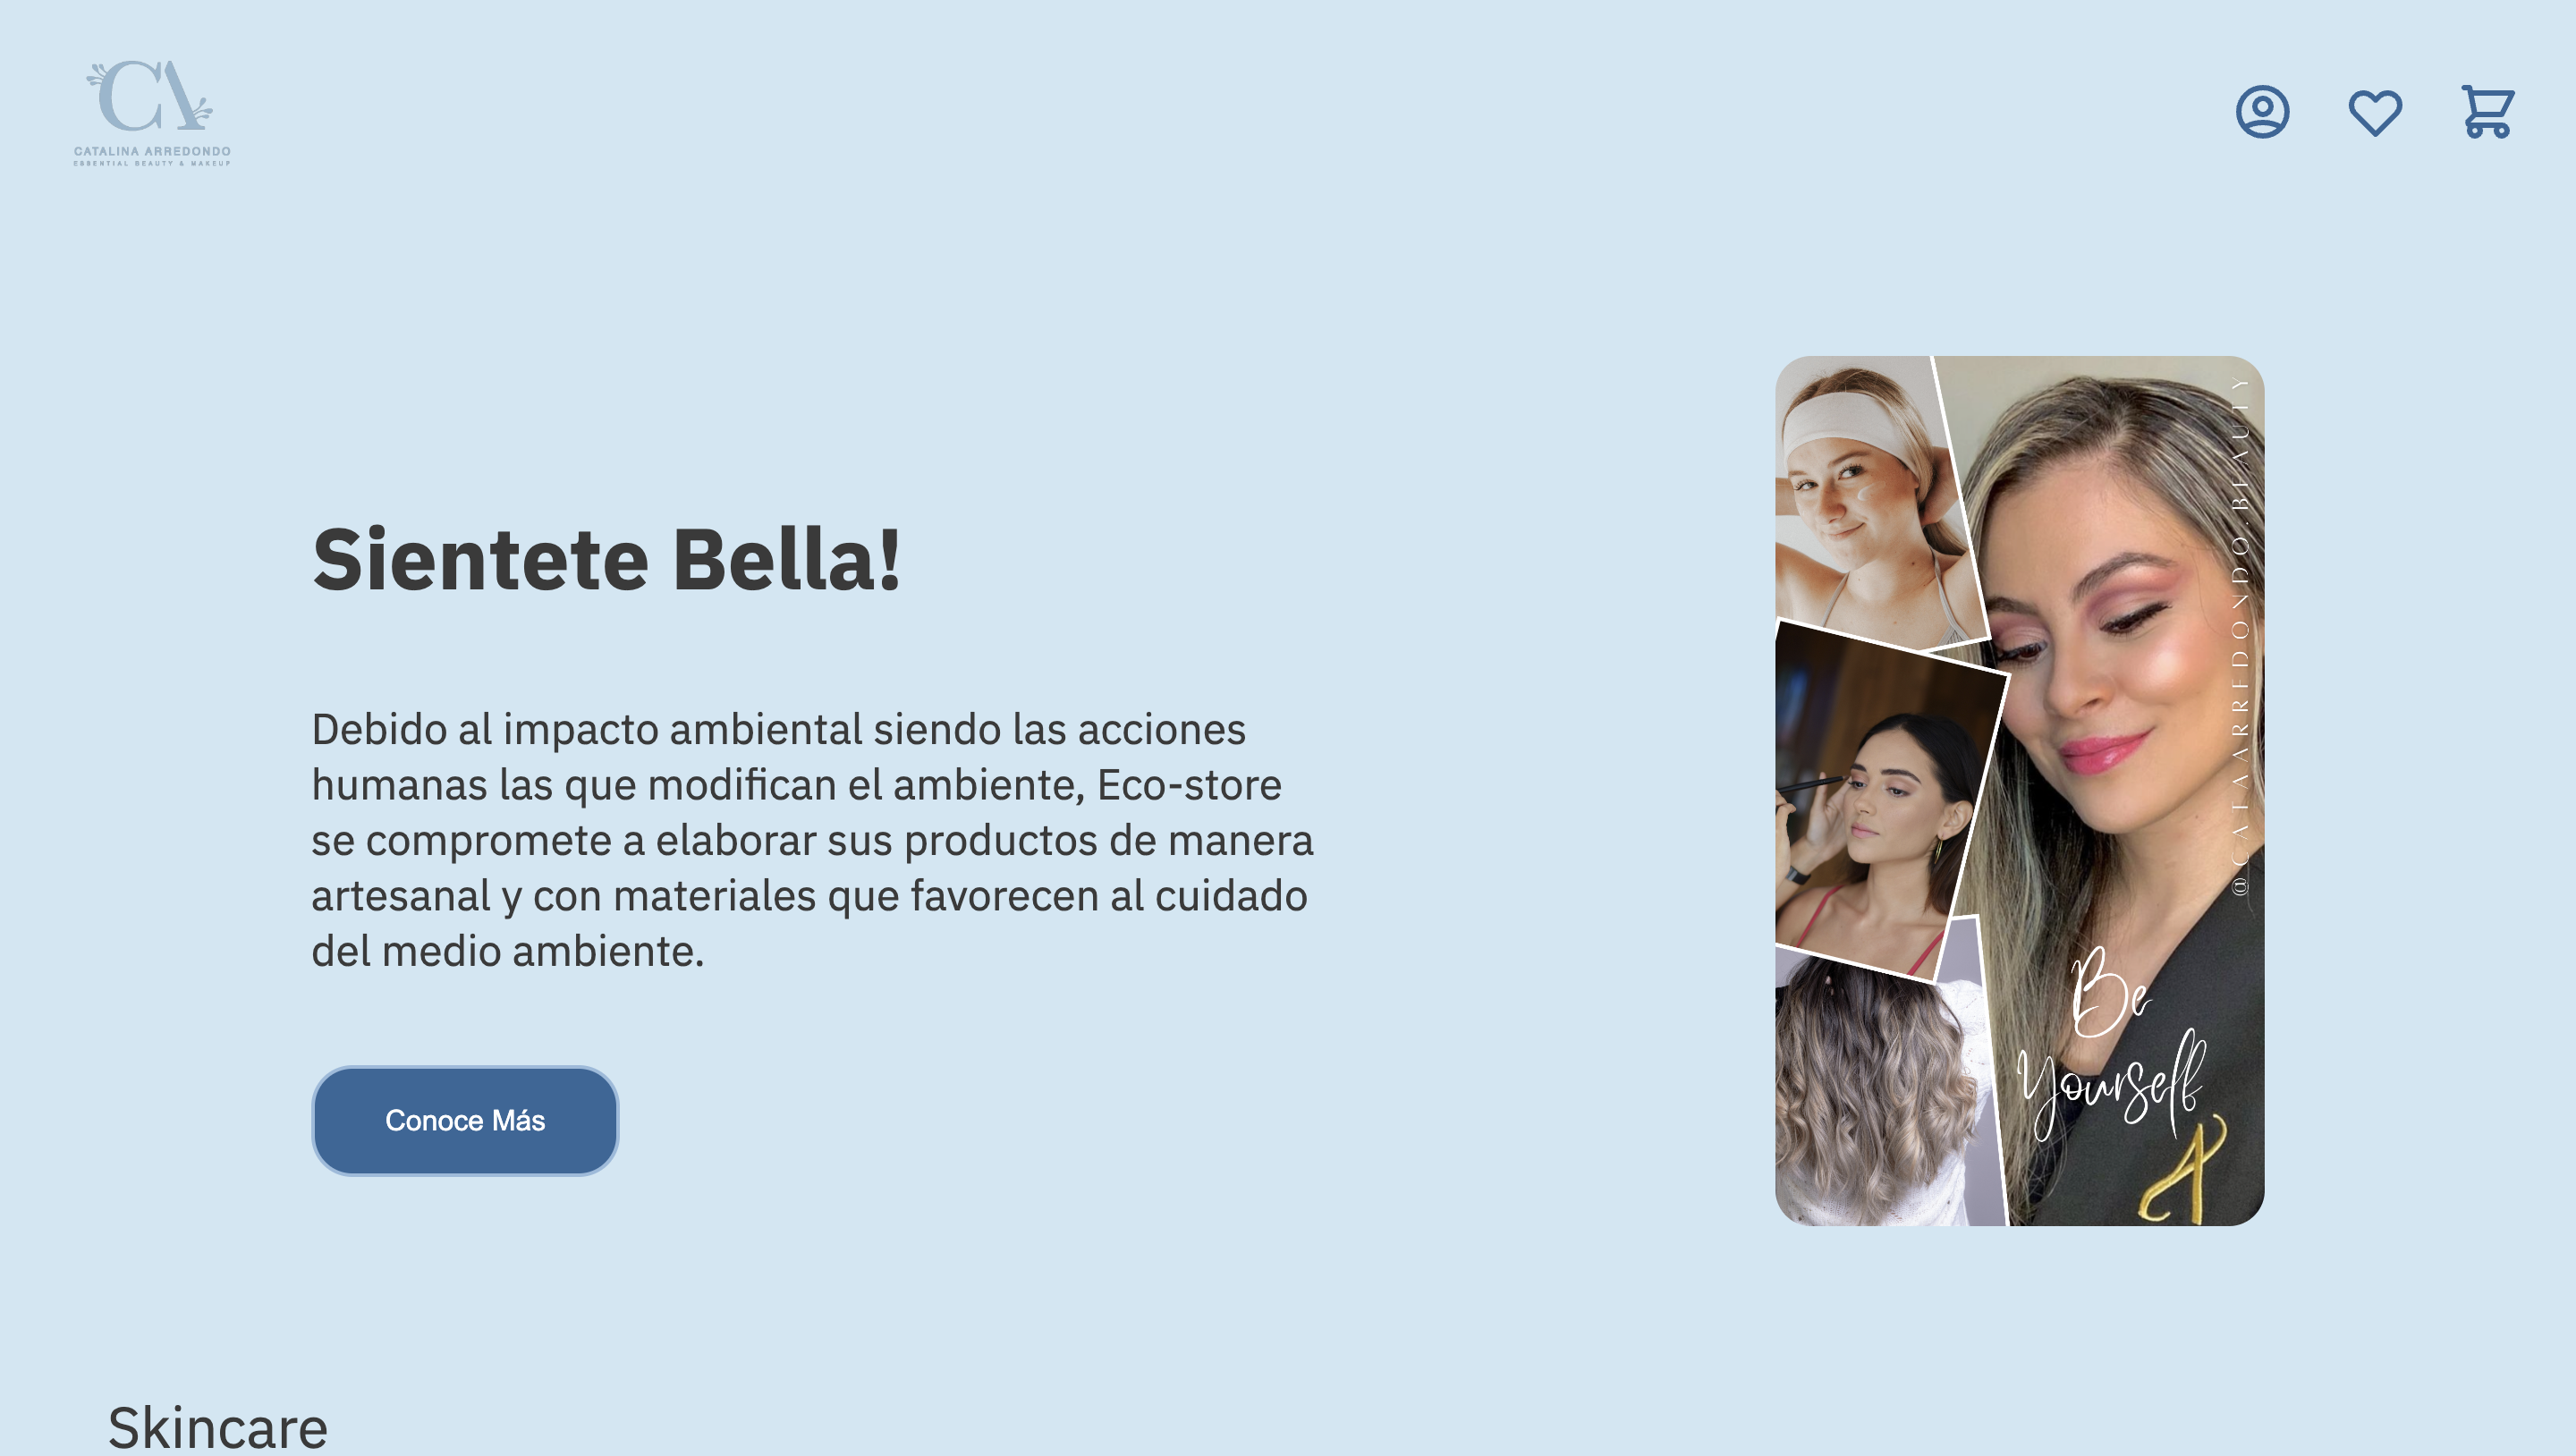 CA
CATALINA ARREDONDO
ESSENTIAL BEAUTY & MAKEUP
Sientete Bella!
Debido al impacto ambiental siendo las acciones
humanas las que modifican el ambiente, Eco-store
se compromete a elaborar sus productos de manera
artesanal y con materiales que favorecen al cuidado
del medio ambiente.
Conoce Más
@CATAARREDONDO.BEAUTY
Be
Yourself
Skincare